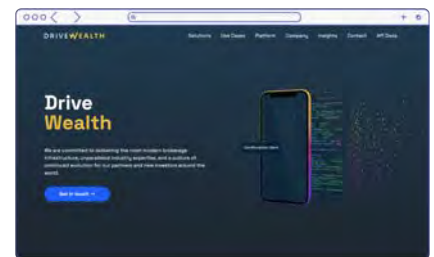 DRIVEWEALTH
Solutions Use Cases Platform Company Insights Contact API Docs
Drive
Wealth
We are committed to delivering the most modern brokerage
infrastructure, unparalleled industry expertise, and a culture of
continued evolution for our partners and new investors around the
world.
Get in touch →